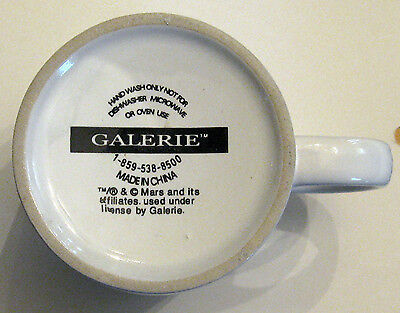 HAND WASH ONLY NOT FOR
DISHWASHER MICROWAVE
OR OVEN USE
GALERIE™
1-859-538-8500
MADE IN CHINA
™/® & © Mars and its
affiliates. used under
license by Galerie.